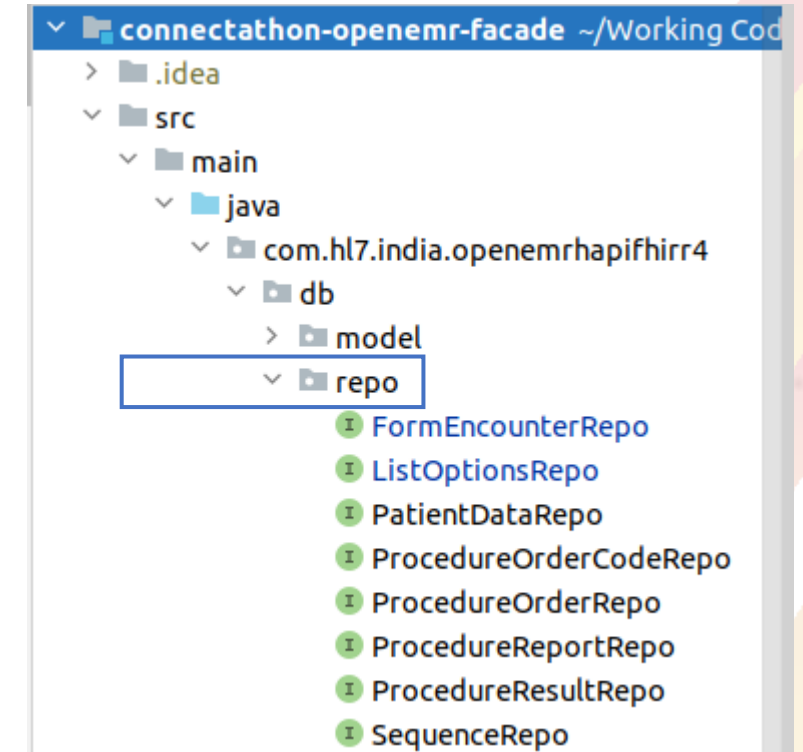 connectathon-openemr-facade ~/Working Cod
.idea
src
main
java
com.hl7.india.openemrhapifhirr4
db
model
repo
I FormEncounterRepo
I ListOptionsRepo
I PatientDataRepo
I ProcedureOrderCodeRepo
I ProcedureOrderRepo
I ProcedureReportRepo
I ProcedureResultRepo
I SequenceRepo